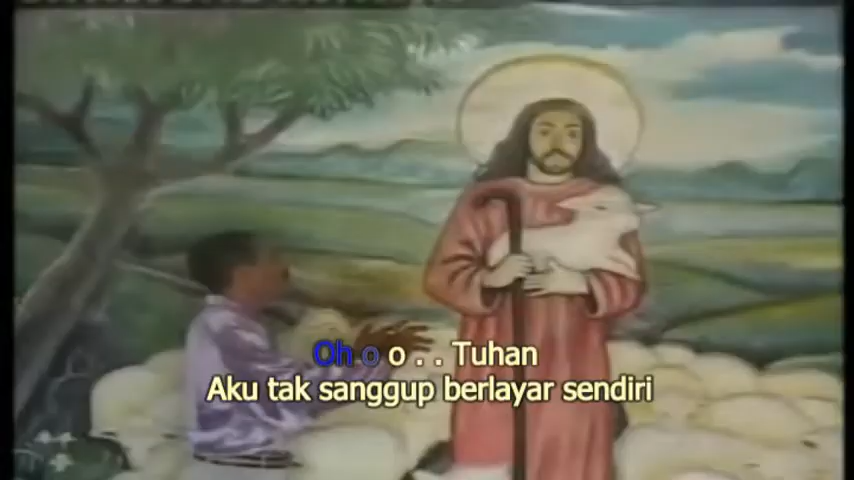 Oh o o . . Tuhan
Aku tak sanggup berlayar sendiri